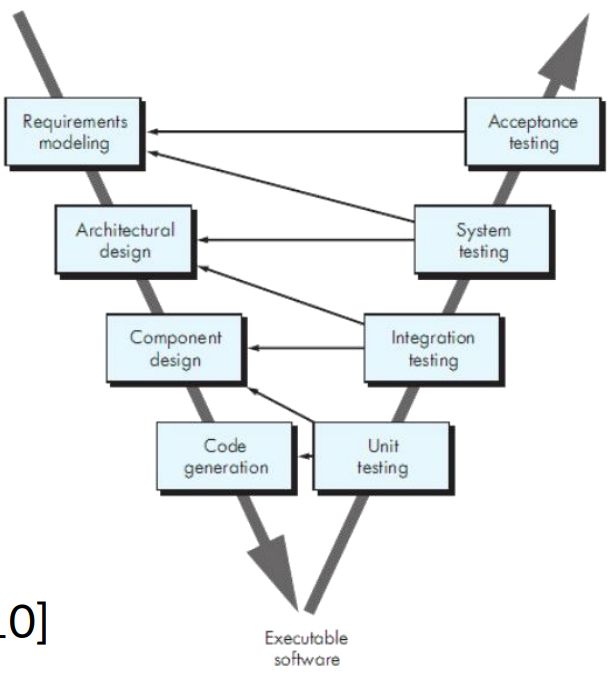 Requirements
modeling
Acceptance
testing
Architectural
design
System
testing
Component
design
Integration
testing
Code
generation
Unit
testing
0]
Executable
software